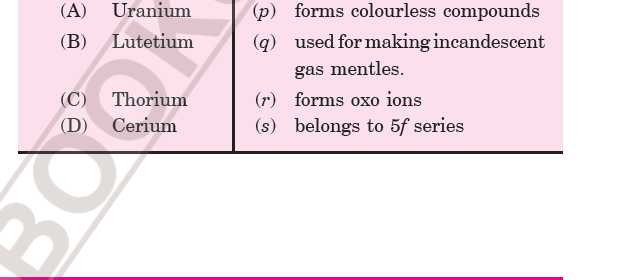 (A) Uranium (p) forms colourless compounds
(B) Lutetium (q) used for making incandescent
gas mentles.
(C) Thorium (r) forms oxo ions
(D) Cerium (s) belongs to 5f series
BOOK